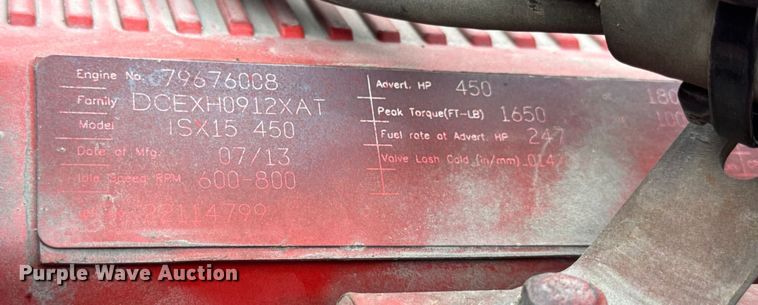 Engine No. 79676008 Advert. HP 450
Family DCEXH0912XAT Peak Torque(FT-LB) 1650
Model ISX15 450 Fuel rate at Advert. HP 247
Date of Mfg. 07/13 Valve Lash Cold (in/mm) .014
Idle Speed RPM 600-800
22114799
Purple Wave Auction